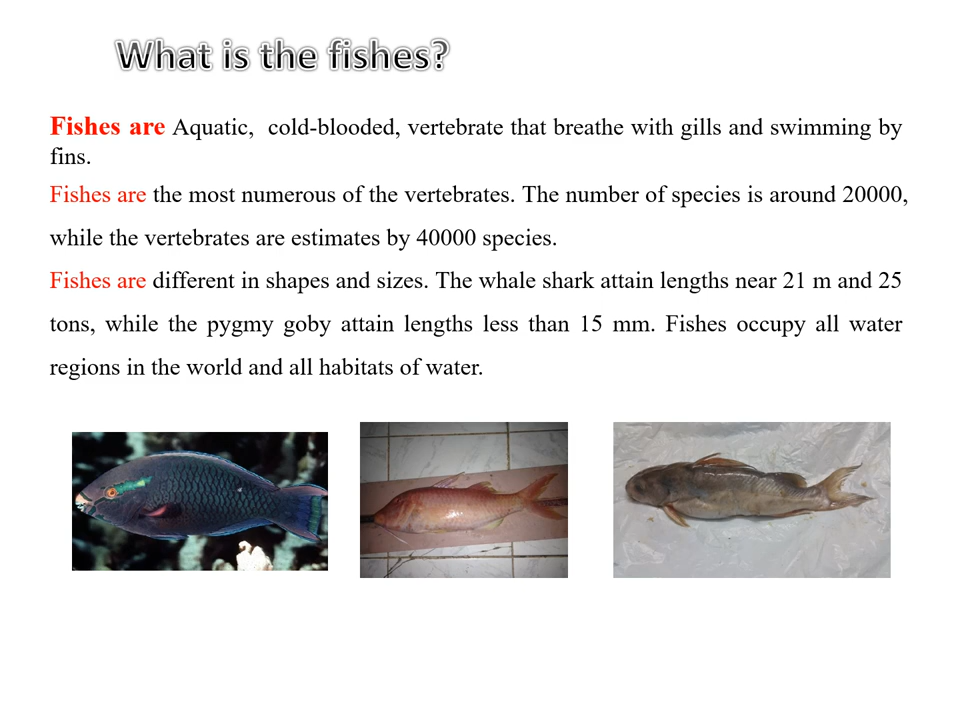 What is the fishes?
Fishes are Aquatic,  cold-blooded, vertebrate that breathe with gills and swimming by
fins.
Fishes are the most numerous of the vertebrates. The number of species is around 20000,
while the vertebrates are estimates by 40000 species.
Fishes are different in shapes and sizes. The whale shark attain lengths near 21 m and 25
tons, while the pygmy goby attain lengths less than 15 mm. Fishes occupy all water
regions in the world and all habitats of water.